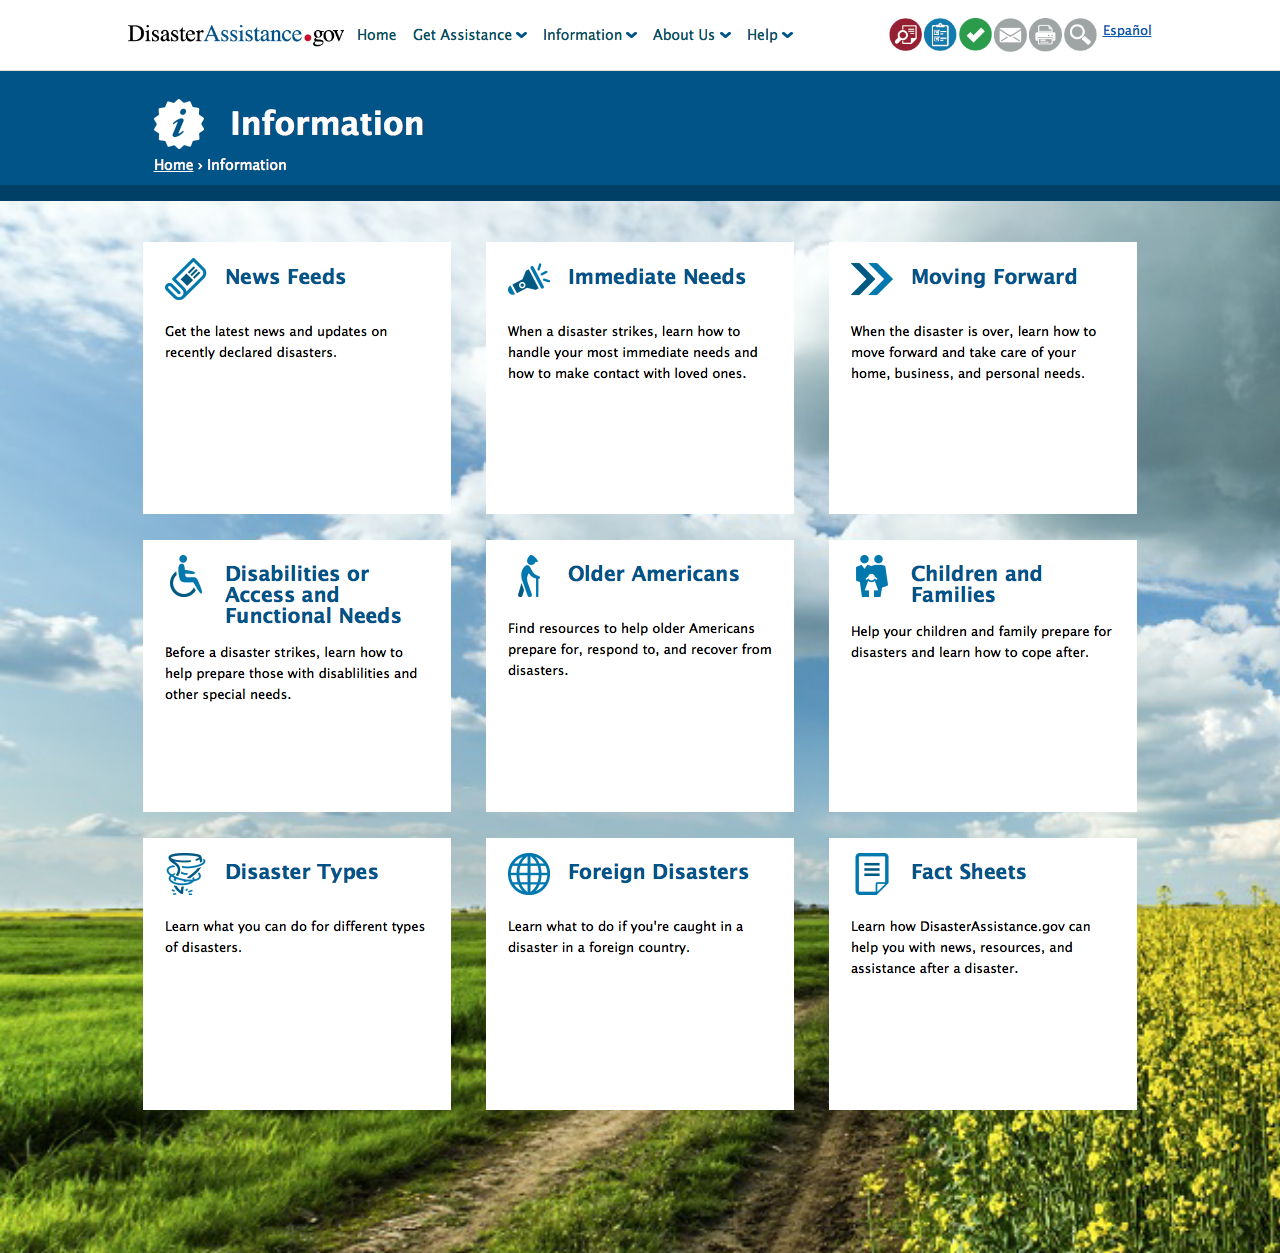 DisasterAssistance.gov Home Get Assistance Information About Us Help Español
Information
Home › Information
News Feeds
Get the latest news and updates on
recently declared disasters.
Immediate Needs
When a disaster strikes, learn how to
handle your most immediate needs and
how to make contact with loved ones.
Moving Forward
When the disaster is over, learn how to
move forward and take care of your
home, business, and personal needs.
Disabilities or
Access and
Functional Needs
Before a disaster strikes, learn how to
help prepare those with disablilities and
other special needs.
Older Americans
Find resources to help older Americans
prepare for, respond to, and recover from
disasters.
Children and
Families
Help your children and family prepare for
disasters and learn how to cope after.
Disaster Types
Learn what you can do for different types
of disasters.
Foreign Disasters
Learn what to do if you're caught in a
disaster in a foreign country.
Fact Sheets
Learn how DisasterAssistance.gov can
help you with news, resources, and
assistance after a disaster.